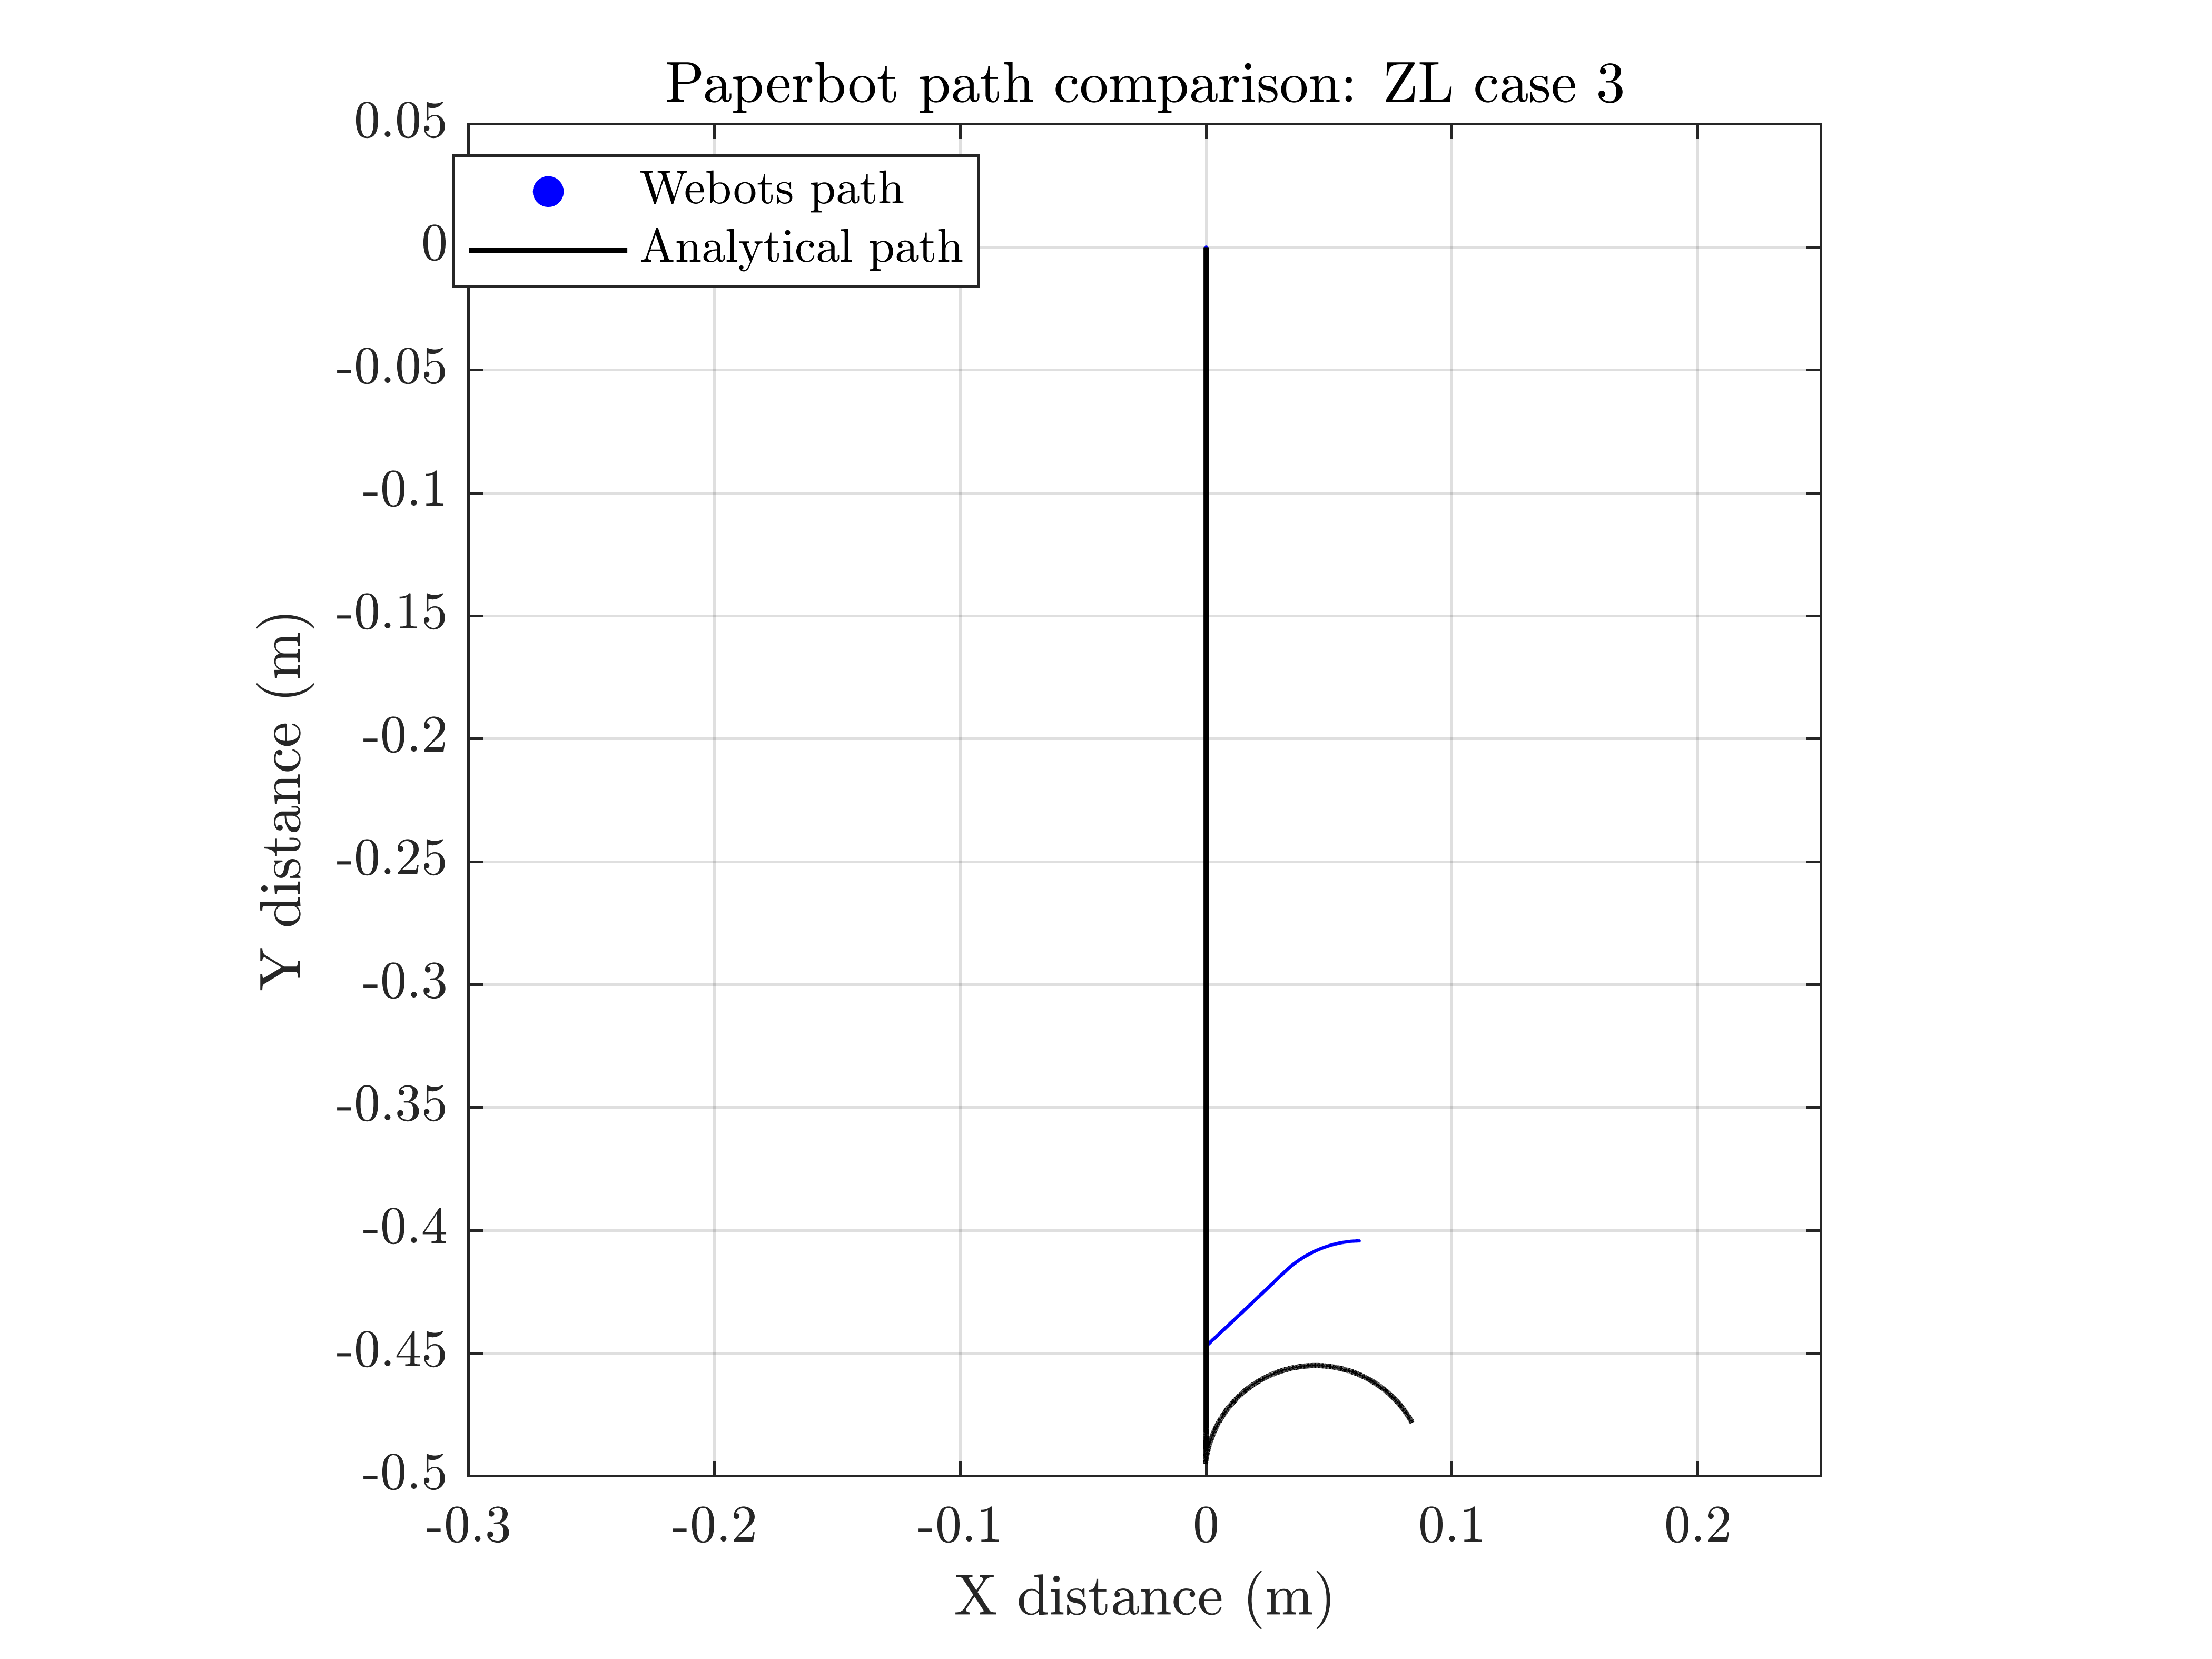 Paperbot path comparison: ZL case 3
0.05
0
-0.05
-0.1
-0.15
-0.2
-0.25
-0.3
-0.35
-0.4
-0.45
-0.5
Webots path
Analytical path
Y distance (m)
-0.3 -0.2 -0.1 0 0.1 0.2
X distance (m)